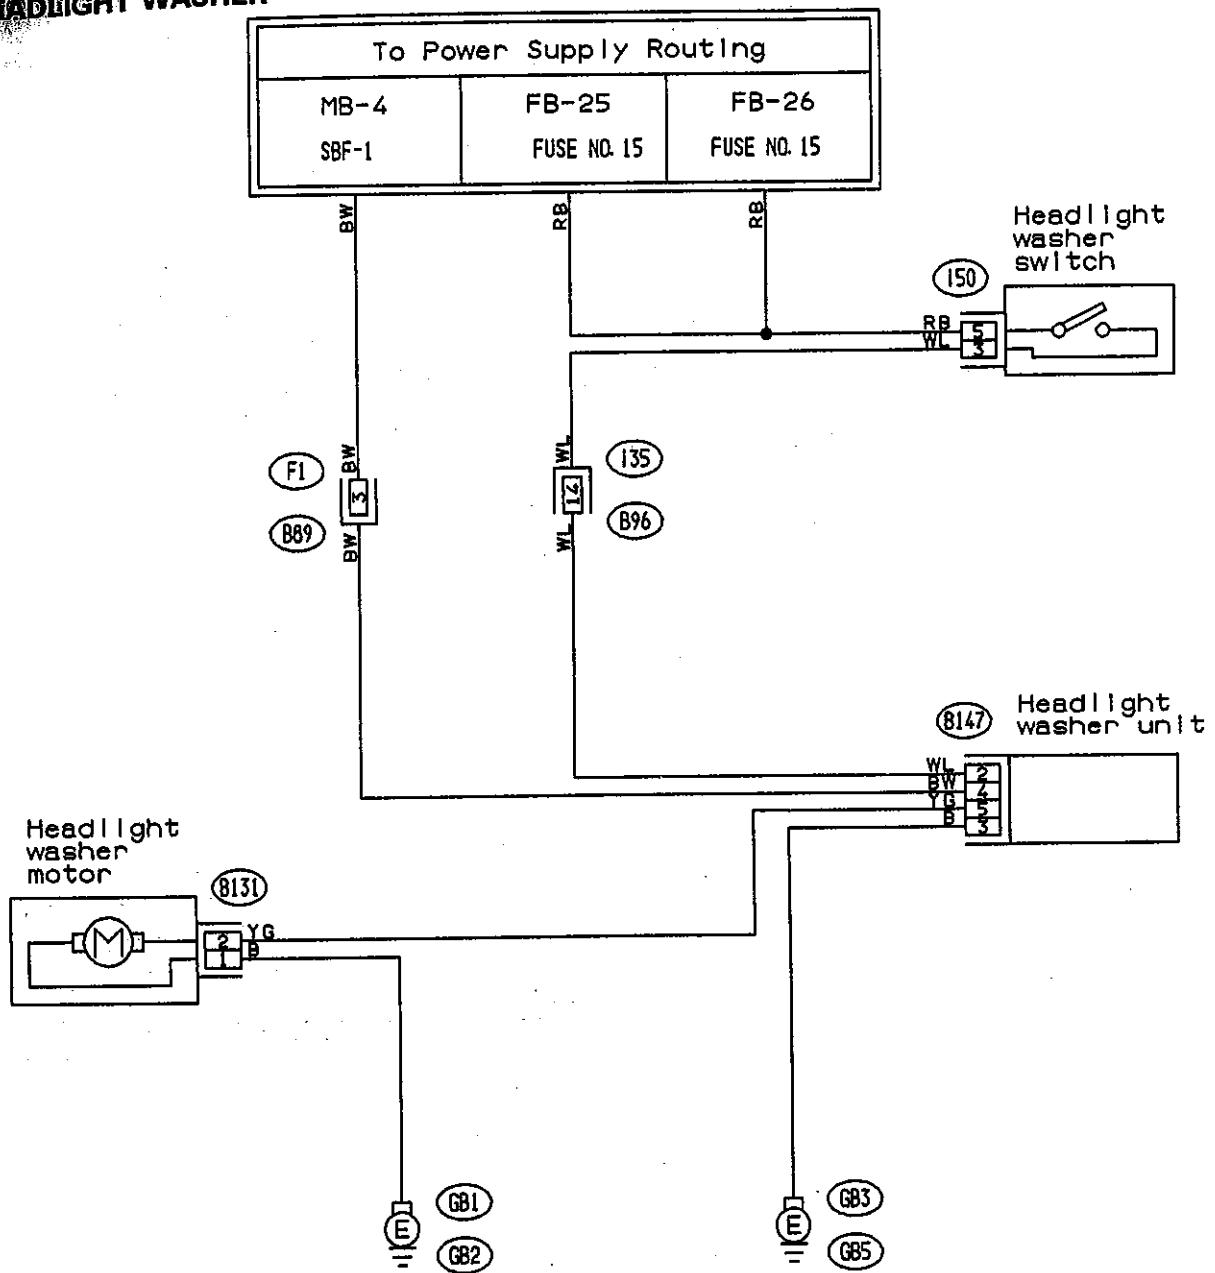 WASHER
To Power Supply Routing
MB-4
FB-25
FB-26
SBF-1
FUSE NO. 15
FUSE NO. 15
BW
RB
RB
Headlight
washer
switch
i50
RB
5
WL
3
BW
WL
F1
3
i35
14
B89
B96
BW
WL
Headlight
washer unit
B147
WL
2
BW
4
YG
5
B
3
Headlight
washer
motor
B131
M
2
YG
1
B
GB1
E
GB2
GB3
E
GB5